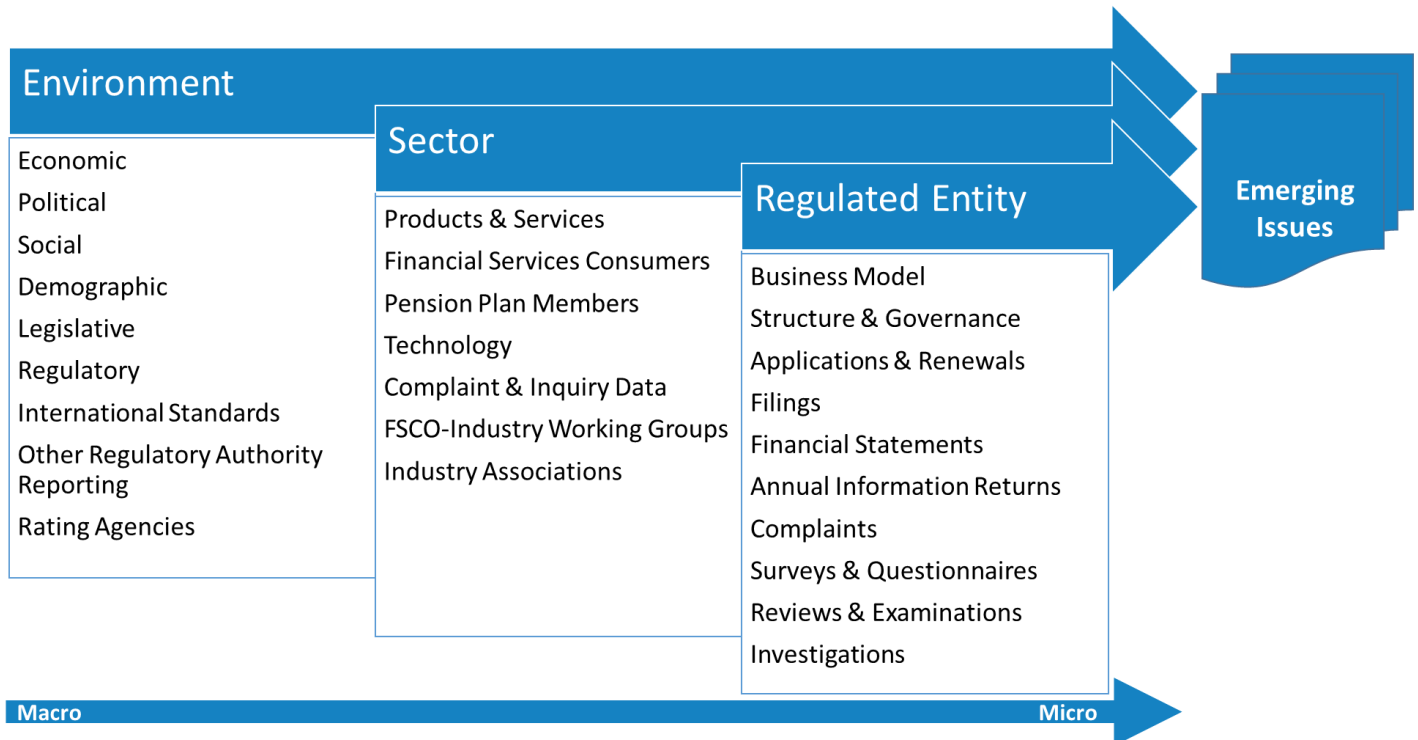 Environment
Economic
Political
Social
Demographic
Legislative
Regulatory
International Standards
Other Regulatory Authority
Reporting
Rating Agencies
Sector
Products & Services
Financial Services Consumers
Pension Plan Members
Technology
Complaint & Inquiry Data
FSCO-Industry Working Groups
Industry Associations
Regulated Entity
Business Model
Structure & Governance
Applications & Renewals
Filings
Financial Statements
Annual Information Returns
Complaints
Surveys & Questionnaires
Reviews & Examinations
Investigations
Emerging
Issues
Macro
Micro